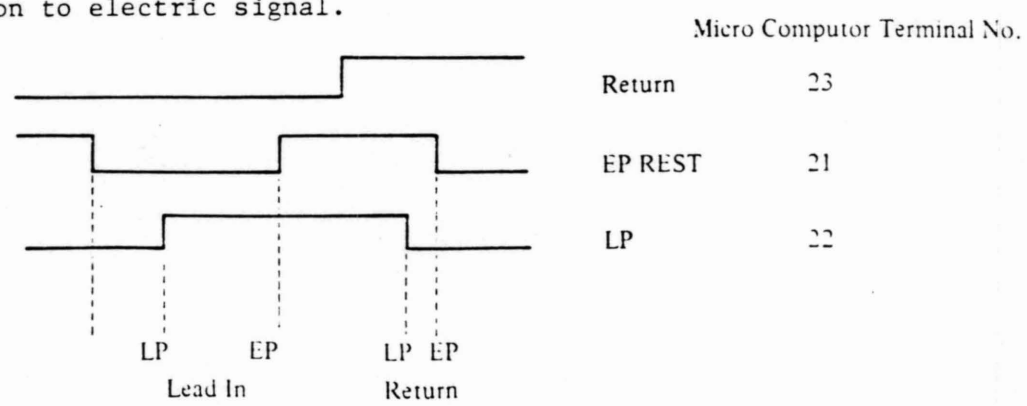 on to electric signal.
Micro Computor Terminal No.
Return 23
EP REST 21
LP 22
LP EP LP EP
Lead In Return